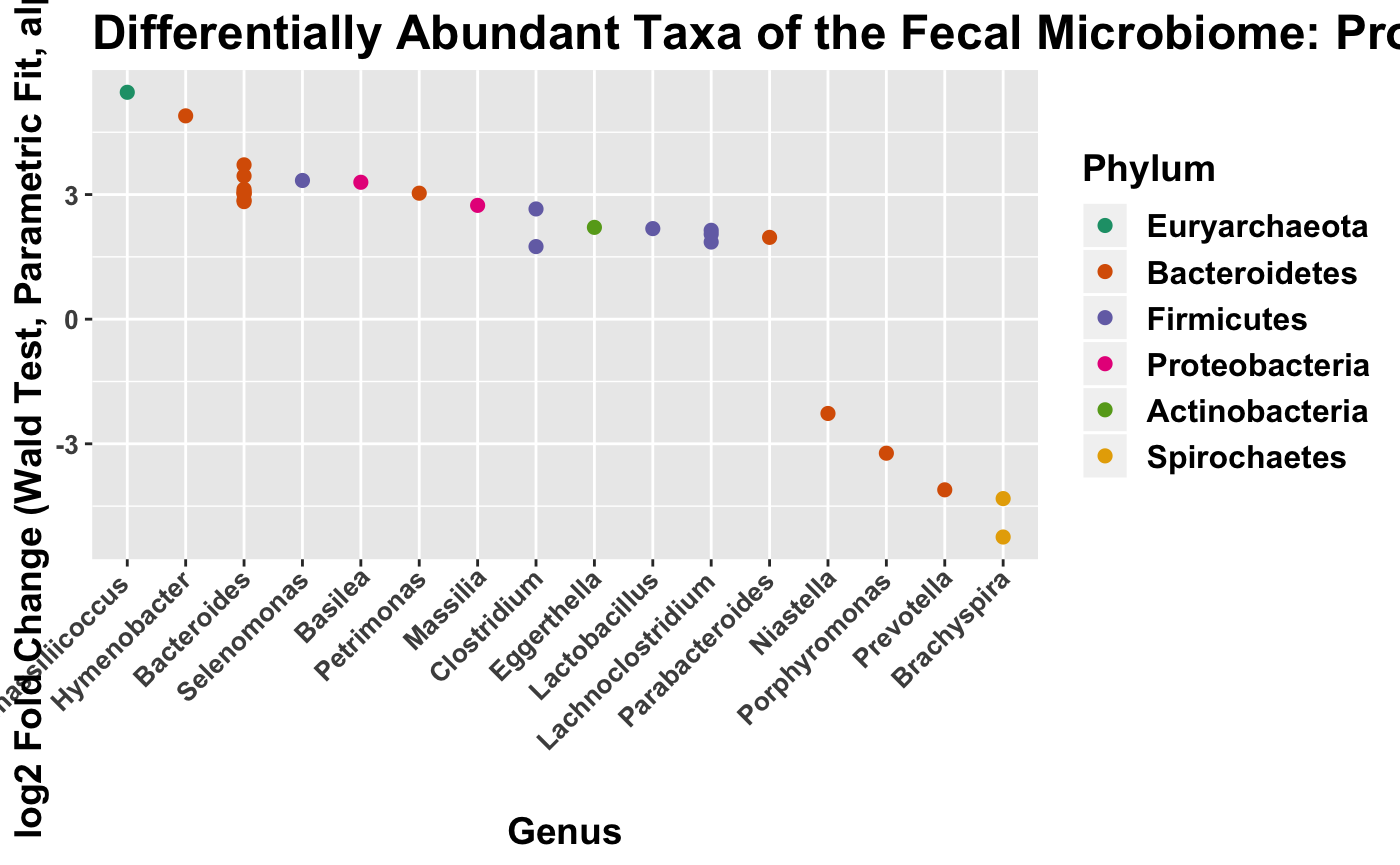 Differentially Abundant Taxa of the Fecal Microbiome:
log2 Fold Change (Wald Test, Parametric Fit,
3
0
-3
Hymenobacter
Bacteroides
Selenomonas
Basilea
Petrimonas
Massilia
Clostridium
Eggerthella
Lactobacillus
Lachnoclostridium
Parabacteroides
Niastella
Porphyromonas
Prevotella
Brachyspira
Genus
Phylum
Euryarchaeota
Bacteroidetes
Firmicutes
Proteobacteria
Actinobacteria
Spirochaetes